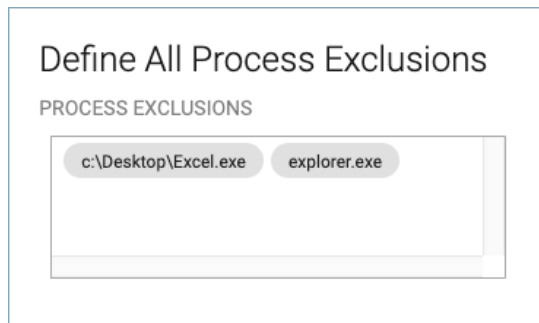 Define All Process Exclusions
PROCESS EXCLUSIONS
c:\Desktop\Excel.exe explorer.exe